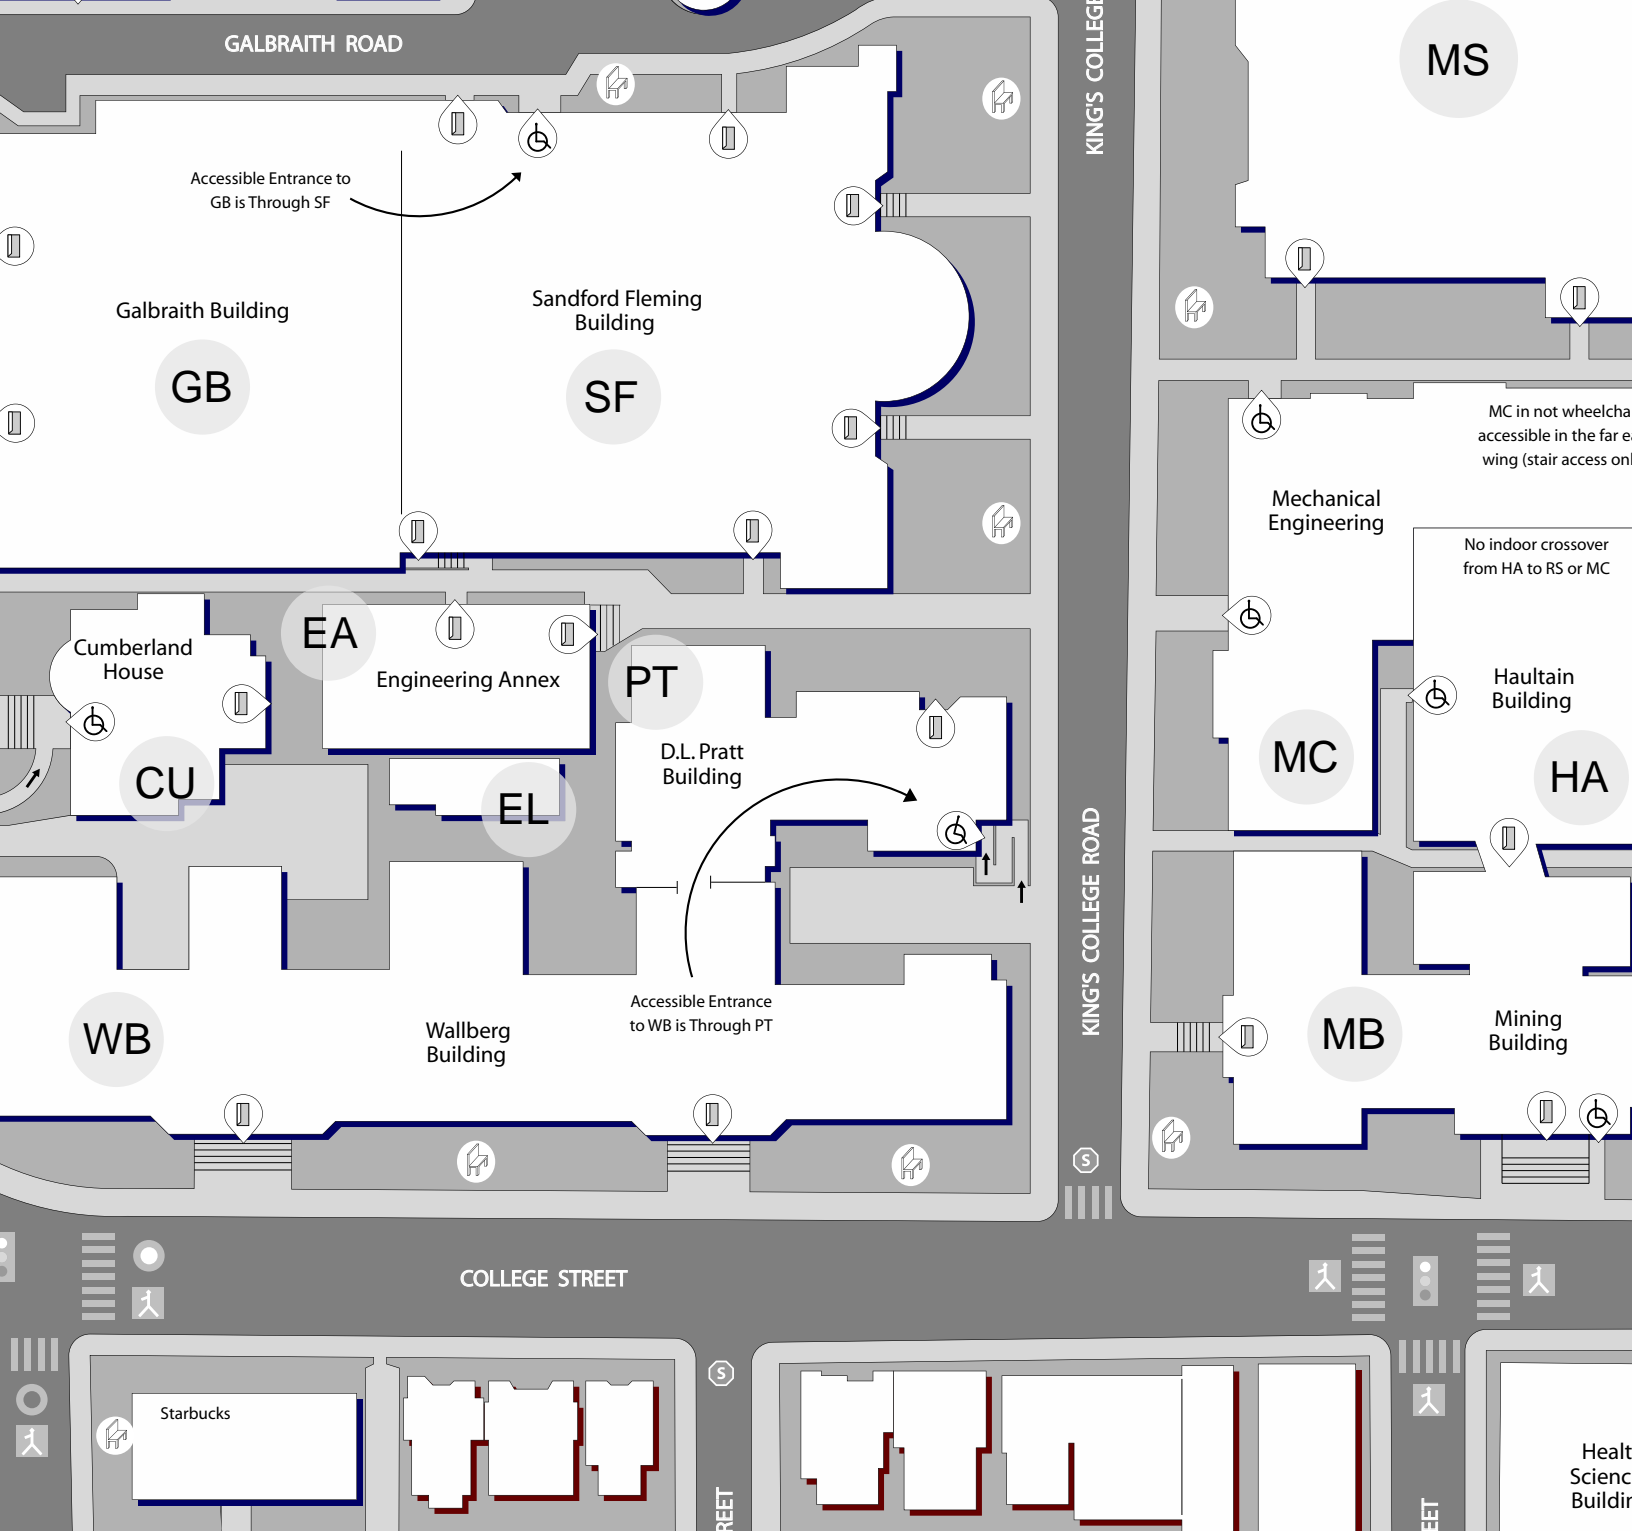 GALBRAITH ROAD
KING'S COLLEGE
MS
Accessible Entrance to
GB is Through SF
Galbraith Building
GB
Sandford Fleming
Building
SF
MC in not wheelcha
accessible in the far ea
wing (stair access onl
Mechanical
Engineering
No indoor crossover
from HA to RS or MC
Cumberland
House
CU
EA
Engineering Annex
PT
D.L. Pratt
Building
EL
Haultain
Building
MC
HA
KING'S COLLEGE ROAD
WB
Wallberg
Building
Accessible Entrance
to WB is Through PT
MB
Mining
Building
S
COLLEGE STREET
S
Starbucks
REET
EET
Healt
Scienc
Buildin